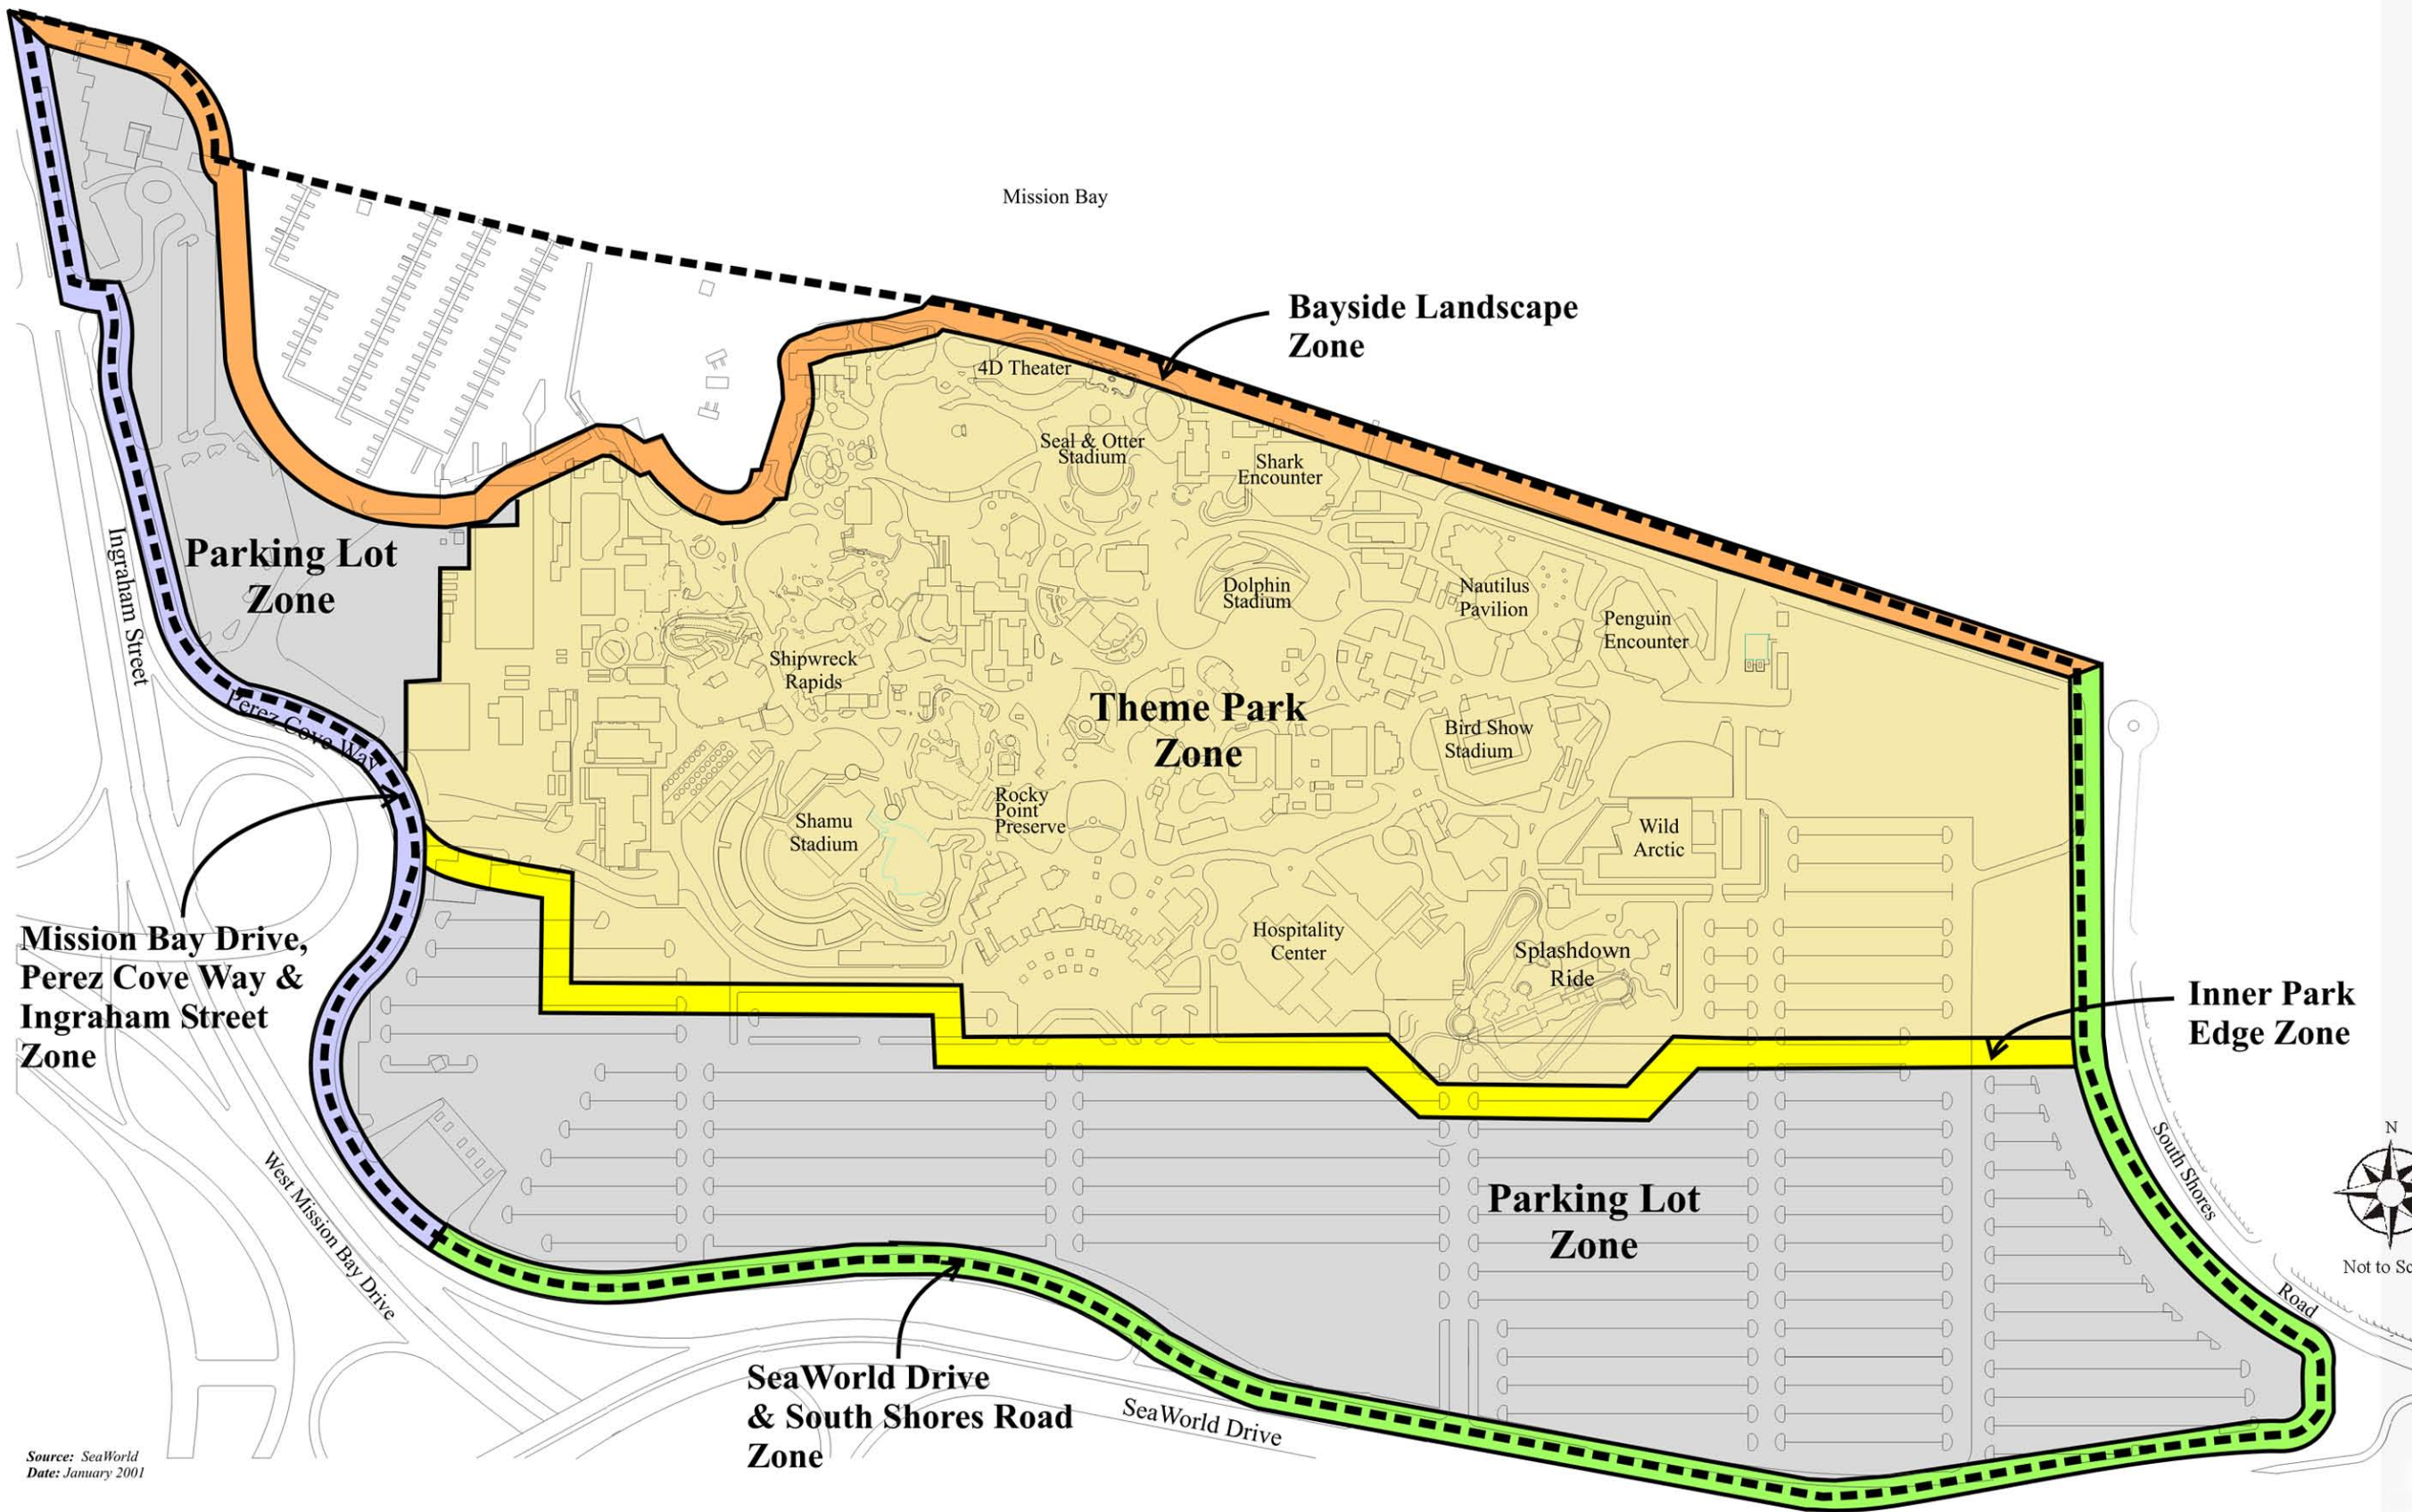 Mission Bay
Bayside Landscape
Zone
4D Theater
Seal & Otter
Stadium
Shark
Encounter
Parking Lot
Zone
Ingraham Street
Dolphin
Stadium
Nautilus
Pavilion
Penguin
Encounter
Shipwreck
Rapids
Theme Park
Zone
Perez Cove Way
Bird Show
Stadium
Rocky
Point
Preserve
Shamu
Stadium
Wild
Arctic
Mission Bay Drive,
Perez Cove Way &
Ingraham Street
Zone
Hospitality
Center
Splashdown
Ride
Inner Park
Edge Zone
N
South Shores
Road
Not to Sc
West Mission Bay Drive
Parking Lot
Zone
SeaWorld Drive
& South Shores Road
Zone
SeaWorld Drive
Source: SeaWorld
Date: January 2001